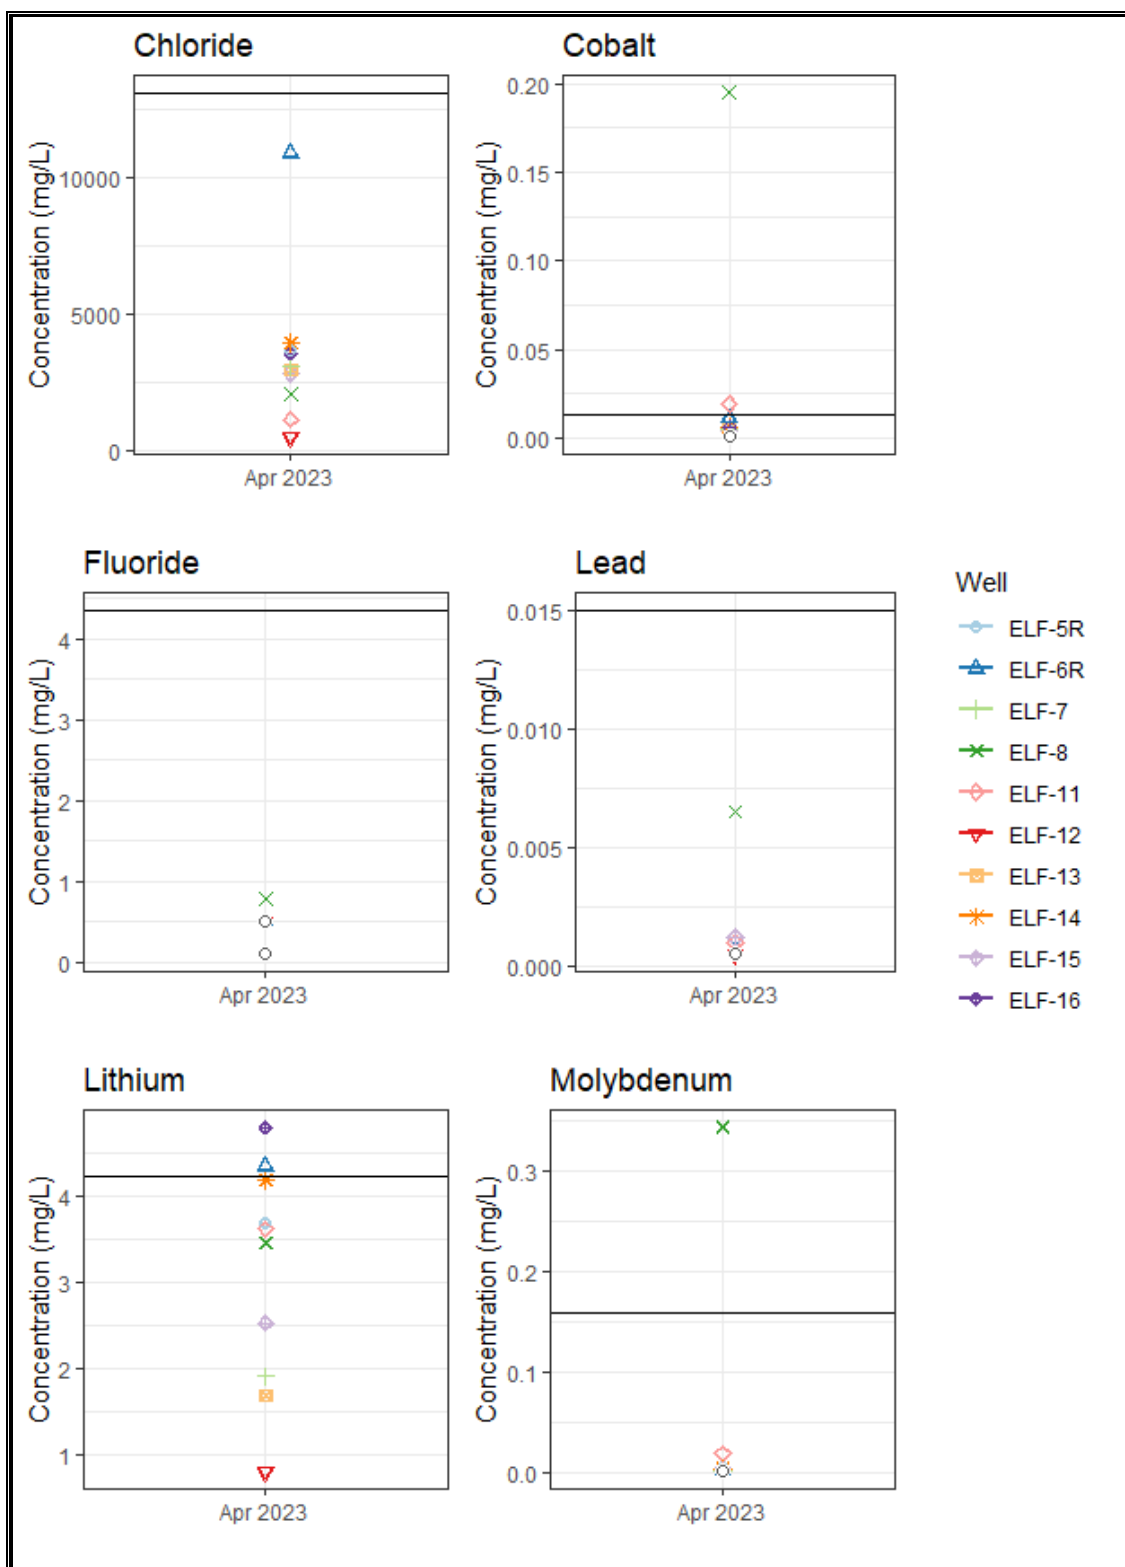 Chloride
Concentration (mg/L)
10000
5000
0
Apr 2023
Cobalt
Concentration (mg/L)
0.20
0.15
0.10
0.05
0.00
Apr 2023
Fluoride
Concentration (mg/L)
4
3
2
1
0
Apr 2023
Lead
Concentration (mg/L)
0.015
0.010
0.005
0.000
Apr 2023
Well
ELF-5R
ELF-6R
ELF-7
ELF-8
ELF-11
ELF-12
ELF-13
ELF-14
ELF-15
ELF-16
Lithium
Concentration (mg/L)
4
3
2
1
Apr 2023
Molybdenum
Concentration (mg/L)
0.3
0.2
0.1
0.0
Apr 2023